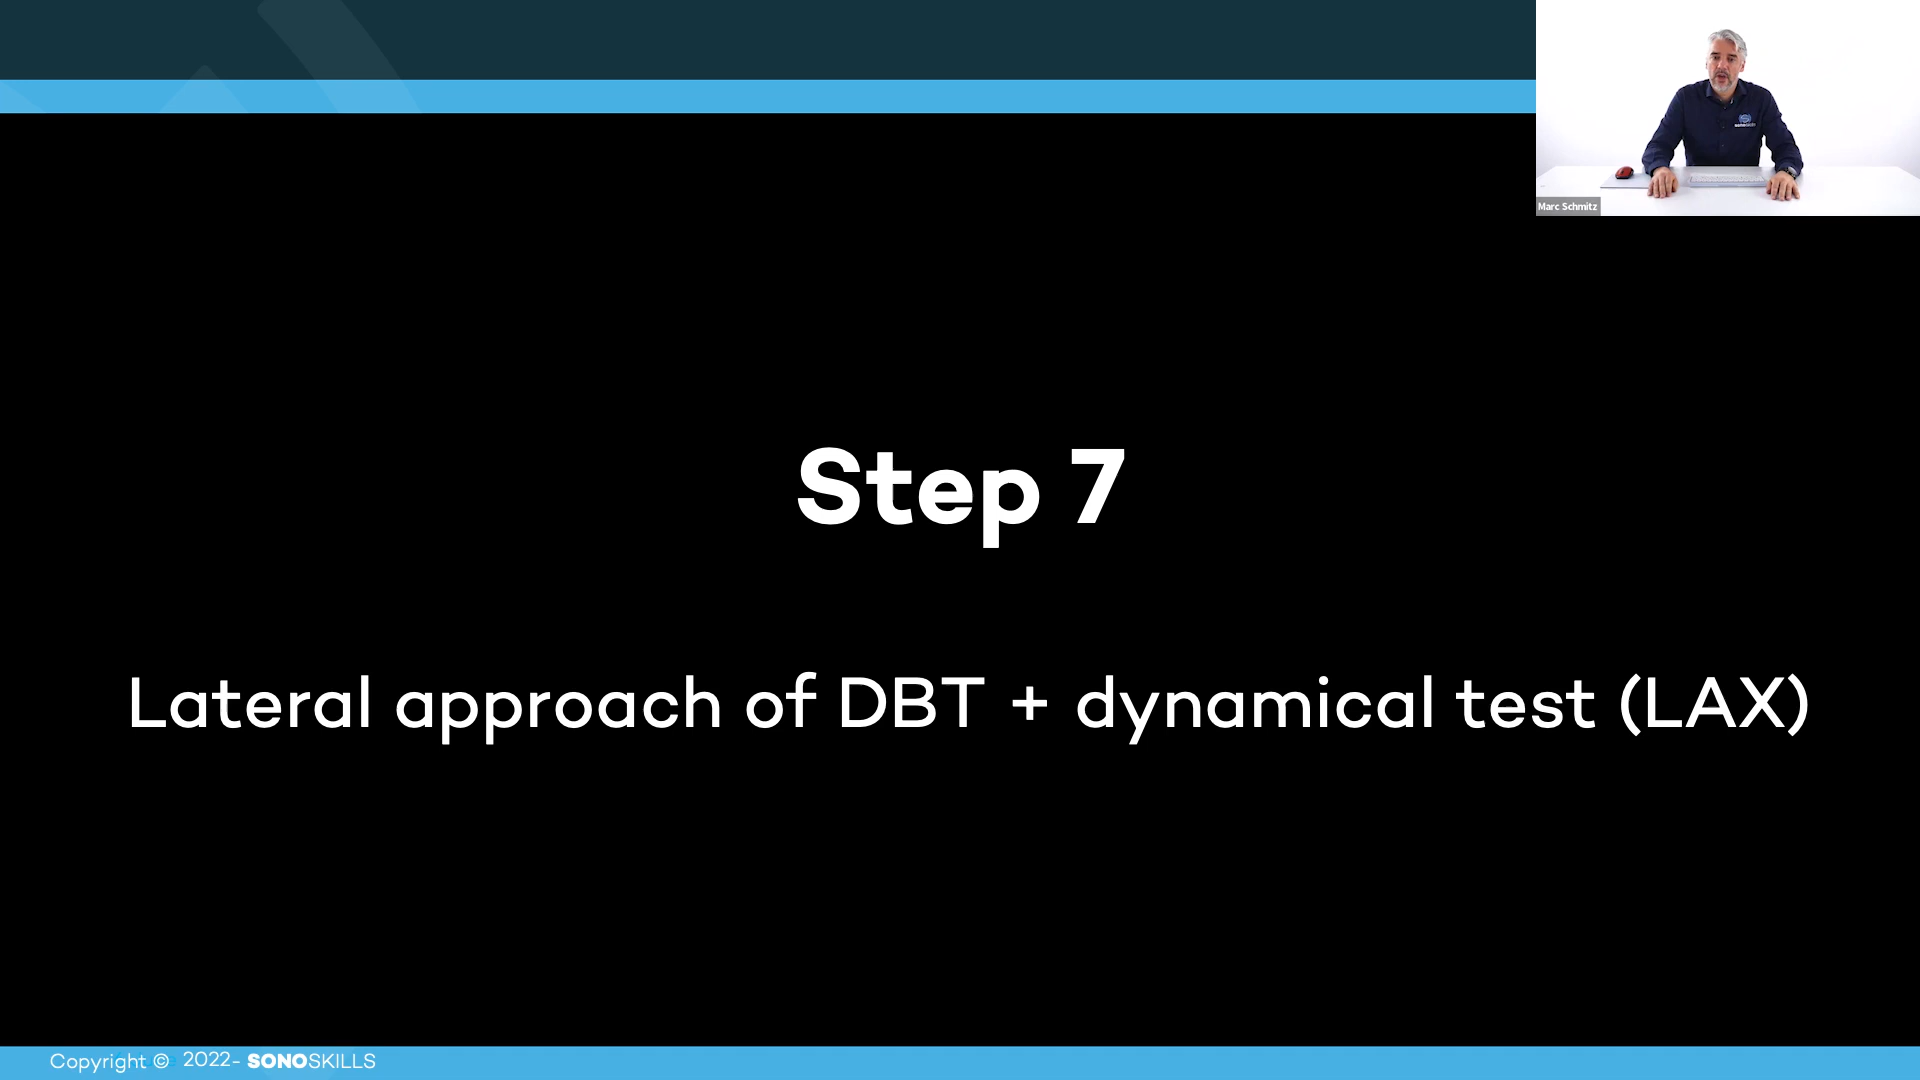 Marc Schmitz
Step 7
Lateral approach of DBT + dynamical test (LAX)
Copyright © 2022- SONOSKILLS